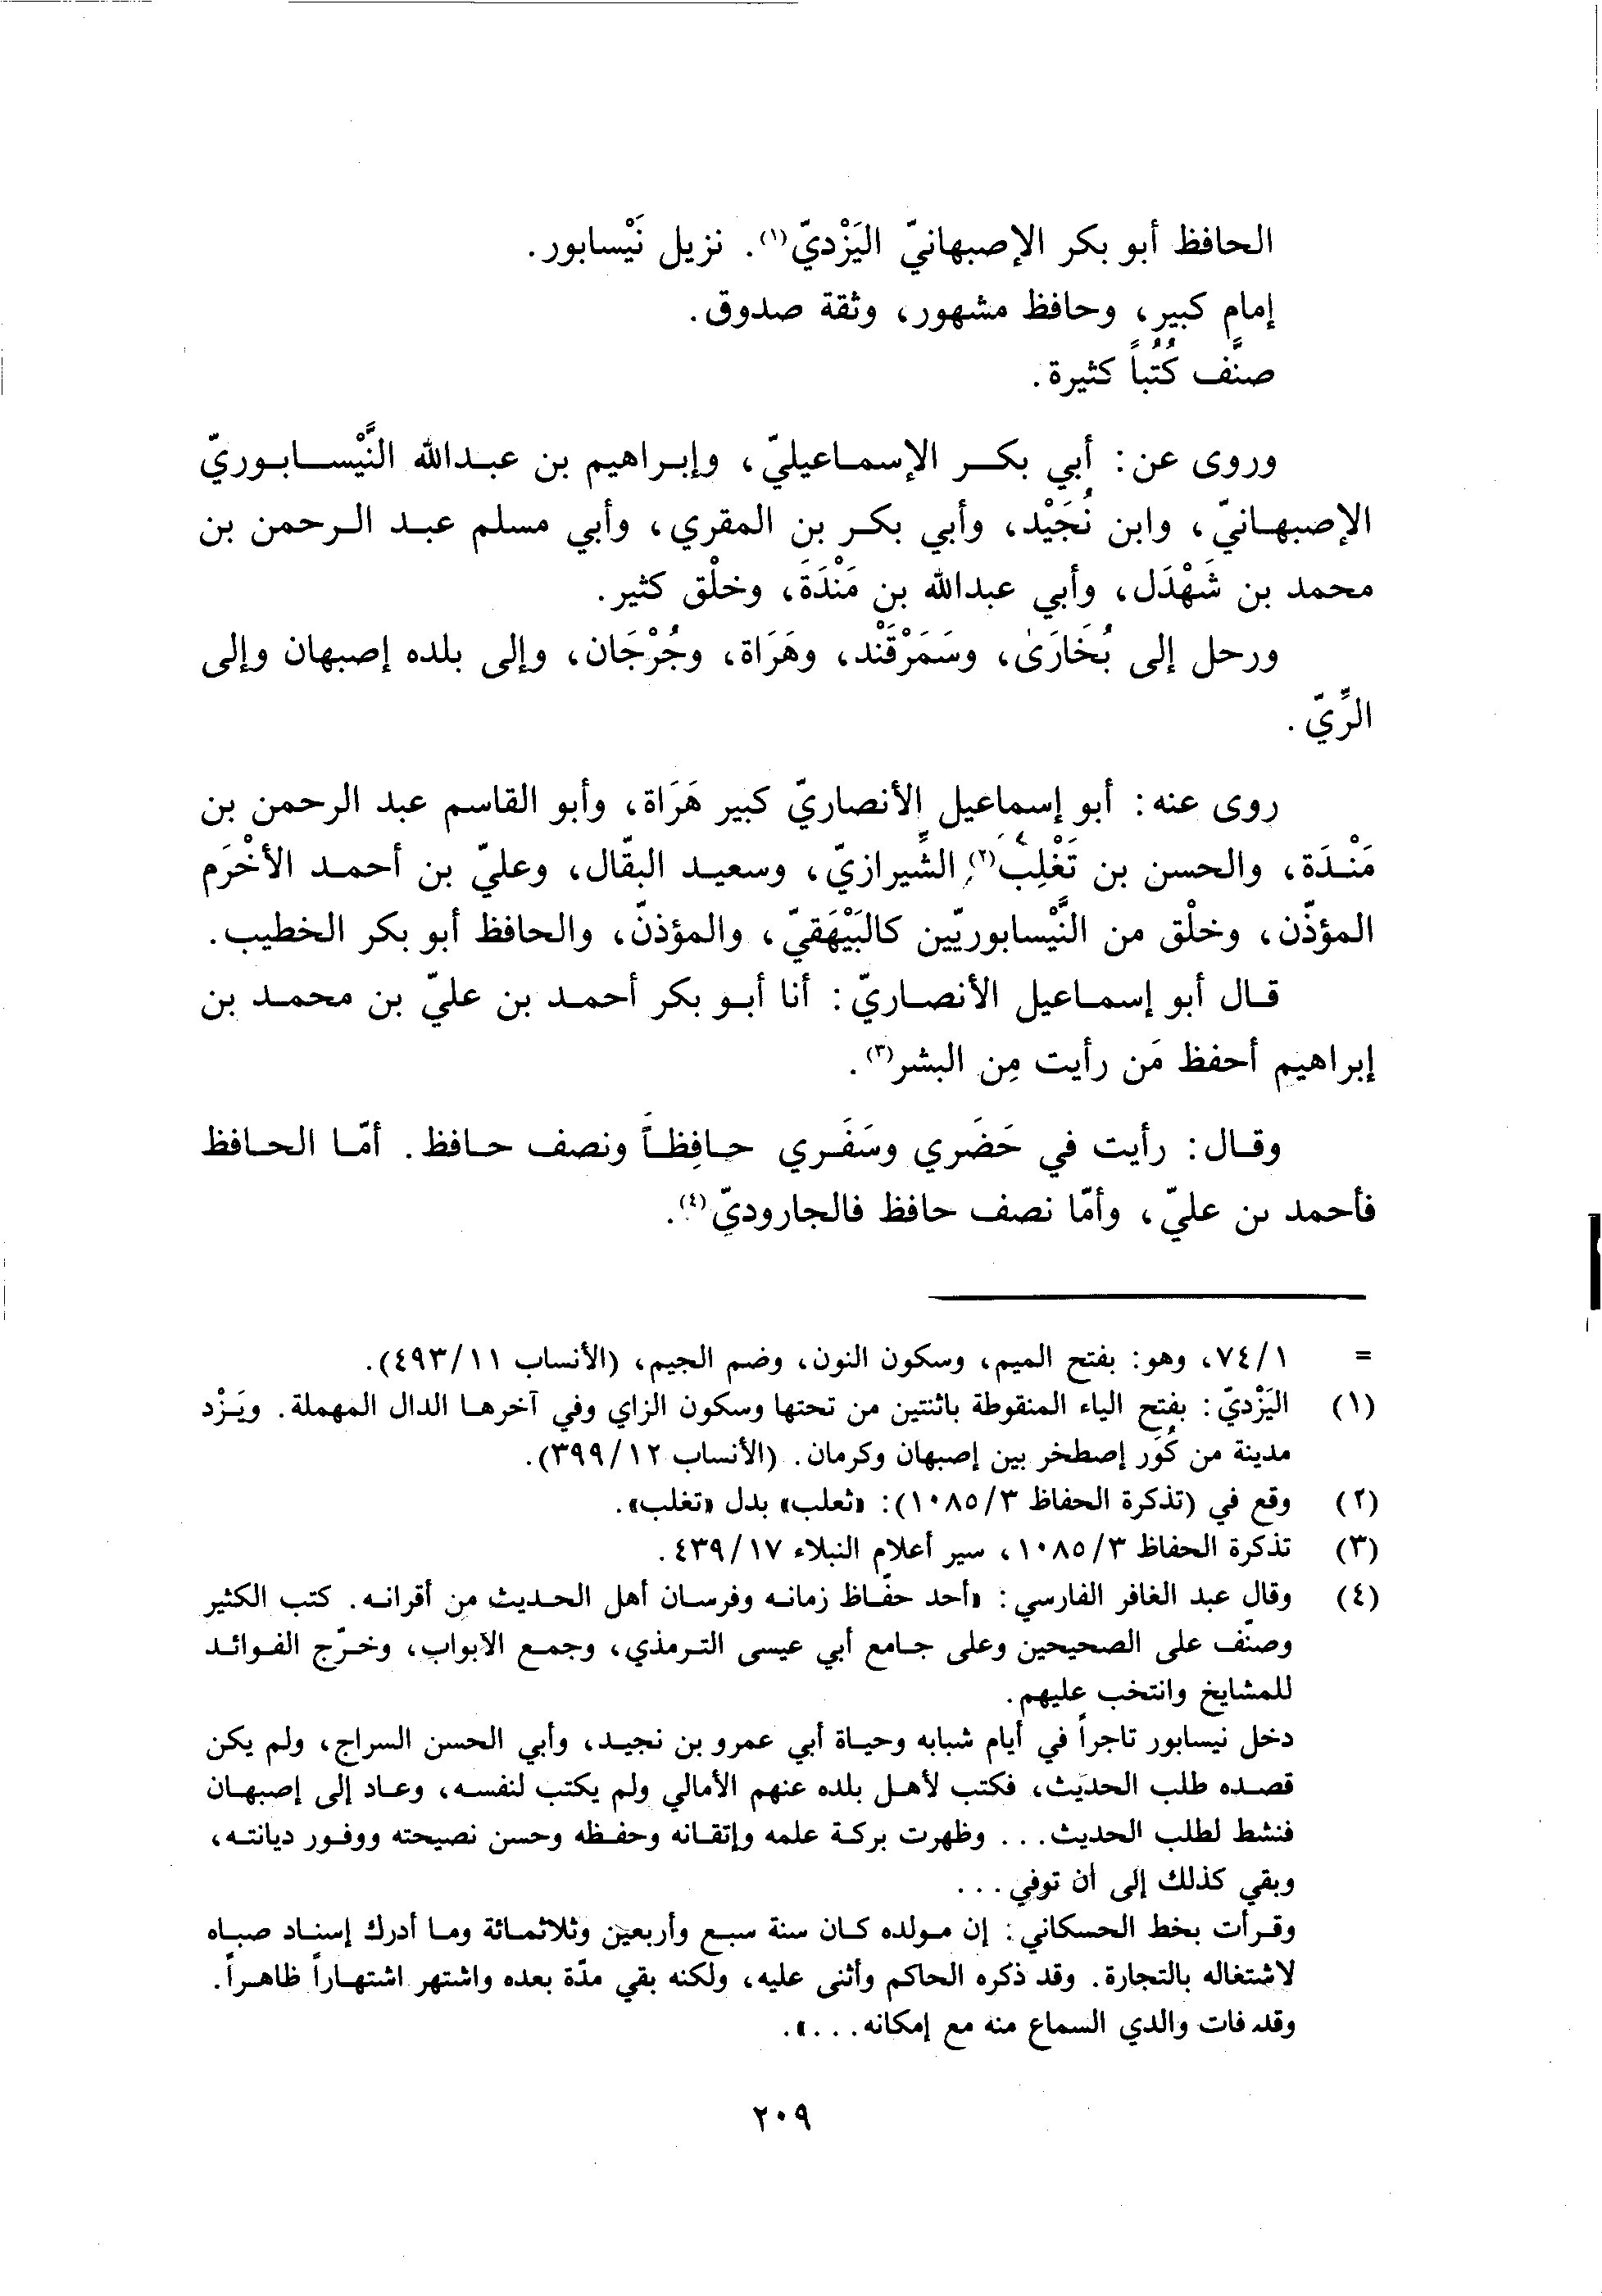 الحافظ أبو بكر الإصبهانيّ اليَزْديّ(١). نزيل نَيْسابور.
إمام كبير، وحافظ مشهور، وثقة صدوق.
صنَّف كُتُباً كثيرة.
وروى عن: أبي بكر الإسماعيليّ، وإبراهيم بن عبدالله النَّيْسابوريّ
الإصبهانيّ، وابن نُجَيْد، وأبي بكر بن المقري، وأبي مسلم عبد الرحمن بن
محمد بن شَهْدَل، وأبي عبدالله بن مَنْدَةَ، وخلْق كثير.
ورحل إلى بُخَارَىٰ، وسَمَرْقَنْد، وهَرَاة، وجُرْجَان، وإلى بلده إصبهان وإلى
الرِّيّ.
روى عنه: أبو إسماعيل الأنصاريّ كبير هَرَاة، وأبو القاسم عبد الرحمن بن
مَنْدَة، والحسن بن تَغْلِب(٢) الشِّيرازيّ، وسعيد البقّال، وعليّ بن أحمد الأخْرَم
المؤذّن، وخلْق من النَّيْسابوريّين كالبَيْهَقيّ، والمؤذنّ، والحافظ أبو بكر الخطيب.
قال أبو إسماعيل الأنصاريّ: أنا أبو بكر أحمد بن عليّ بن محمد بن
إبراهيم أحفظ مَن رأيت مِن البشر(٣).
وقال: رأيت في حَضَري وسَفَري حافِظاً ونصف حافظ. أمّا الحافظ
فأحمد بن عليّ، وأمّا نصف حافظ فالجاروديّ(٤).
= ٧٤/١، وهو: بفتح الميم، وسكون النون، وضم الجيم، (الأنساب ٤٩٣/١١).
(١) اليَزْديّ: بفتح الياء المنقوطة باثنتين من تحتها وسكون الزاي وفي آخرها الدال المهملة. ويَزْد
مدينة من كُوَر إصطخر بين إصبهان وكرمان. (الأنساب ٣٩٩/١٢).
(٢) وقع في (تذكرة الحفاظ ١٠٨٥/٣): «ثعلب» بدل «تغلب».
(٣) تذكرة الحفاظ ١٠٨٥/٣، سير أعلام النبلاء ٤٣٩/١٧.
(٤) وقال عبد الغافر الفارسي: «أحد حفّاظ زمانه وفرسان أهل الحديث من أقرانه. كتب الكثير
وصنّف على الصحيحين وعلى جامع أبي عيسى الترمذي، وجمع الأبواب، وخرّج الفوائد
للمشايخ وانتخب عليهم.
دخل نيسابور تاجراً في أيام شبابه وحياة أبي عمرو بن نجيد، وأبي الحسن السراج، ولم يكن
قصده طلب الحديث، فكتب لأهل بلده عنهم الأمالي ولم يكتب لنفسه، وعاد إلى إصبهان
فنشط لطلب الحديث... وظهرت بركة علمه وإتقانه وحفظه وحسن نصيحته ووفور ديانته،
وبقي كذلك إلى أن توفي...
وقرأت بخط الحسكاني: إن مولده كان سنة سبع وأربعين وثلاثمائة وما أدرك إسناد صباه
لاشتغاله بالتجارة. وقد ذكره الحاكم وأثنى عليه، ولكنه بقي مدّة بعده واشتهر اشتهاراً ظاهراً.
وقد فات والدي السماع منه مع إمكانه...».
٢٠٩